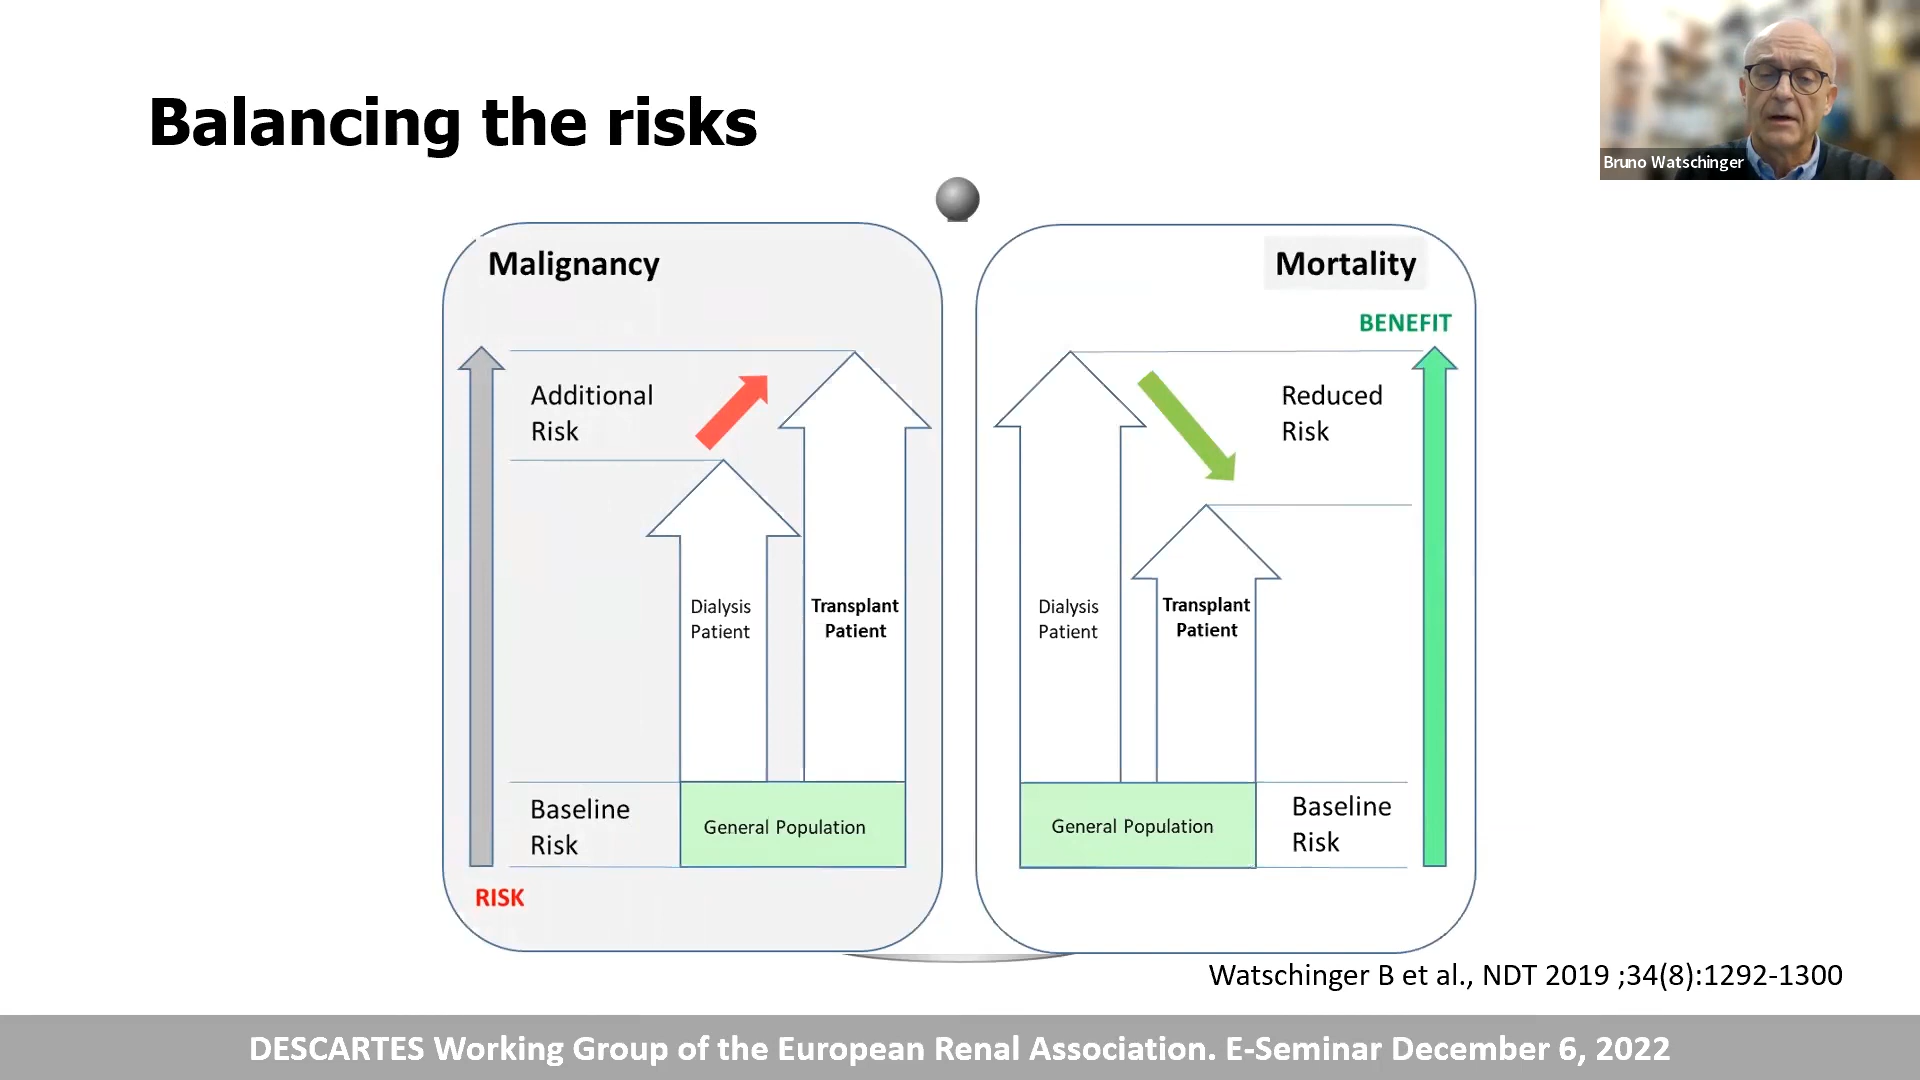 Balancing the risks
Bruno Watschinger
Malignancy
Additional
Risk
Dialysis
Patient
Transplant
Patient
Baseline
Risk
General Population
RISK
Mortality
BENEFIT
Reduced
Risk
Dialysis
Patient
Transplant
Patient
General Population
Baseline
Risk
Watschinger B et al., NDT 2019 ;34(8):1292-1300
DESCARTES Working Group of the European Renal Association. E-Seminar December 6, 2022